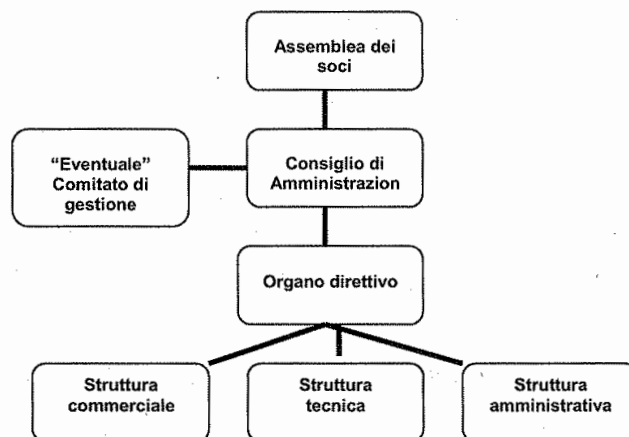 Assemblea dei
soci
“Eventuale”
Comitato di
gestione
Consiglio di
Amministrazion
Organo direttivo
Struttura
commerciale
Struttura
tecnica
Struttura
amministrativa